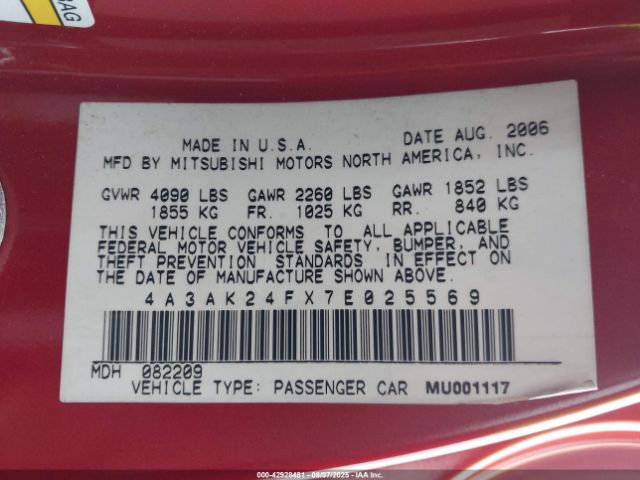 BAG
MADE IN U.S.A. DATE AUG. 2006
MFD BY MITSUBISHI MOTORS NORTH AMERICA, INC.
GVWR 4090 LBS GAWR 2260 LBS GAWR 1852 LBS
1855 KG FR. 1025 KG RR. 840 KG
THIS VEHICLE CONFORMS TO ALL APPLICABLE
FEDERAL MOTOR VEHICLE SAFETY, BUMPER, AND
THEFT PREVENTION STANDARDS IN EFFECT ON
THE DATE OF MANUFACTURE SHOWN ABOVE.
4A3AK24FX7E025569
MDH 082209
VEHICLE TYPE: PASSENGER CAR MU001117
000-42928481 - 08/07/2025 - IAA Inc.